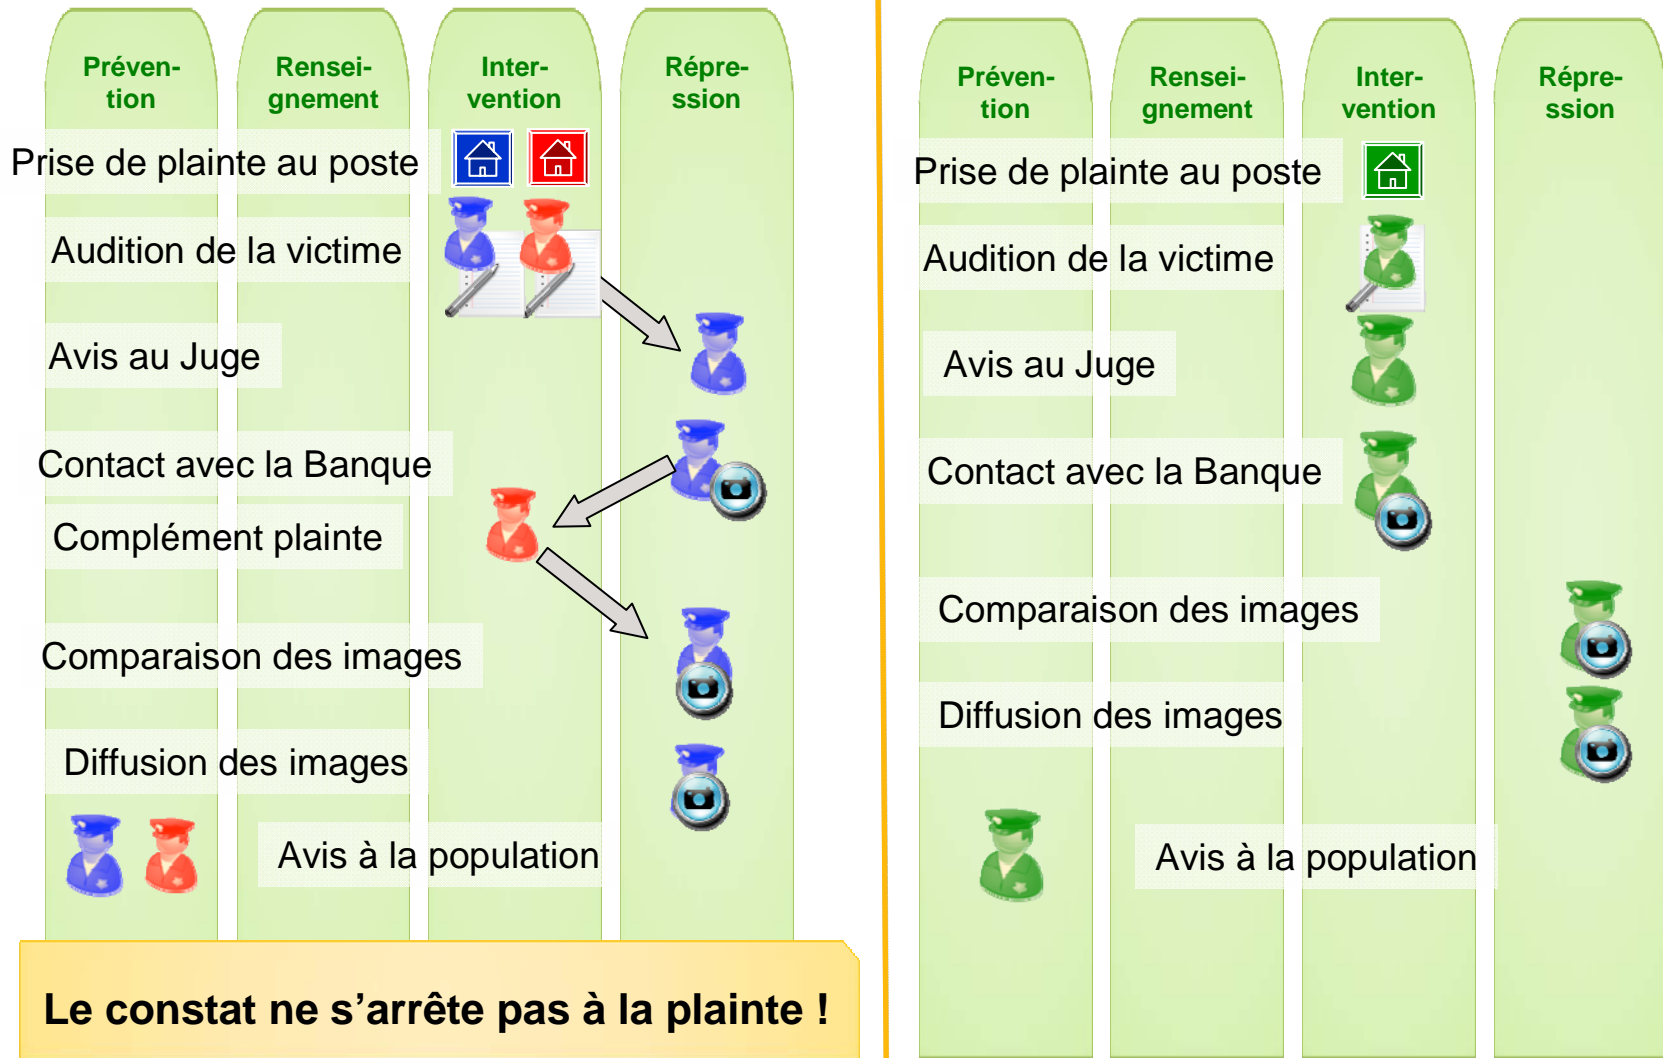 Préven-
tion
Rensei-
gnement
Inter-
vention
Répre-
ssion
Prise de plainte au poste
Audition de la victime
Avis au Juge
Contact avec la Banque
Complément plainte
Comparaison des images
Diffusion des images
Avis à la population
Le constat ne s’arrête pas à la plainte !
Préven-
tion
Rensei-
gnement
Inter-
vention
Répre-
ssion
Prise de plainte au poste
Audition de la victime
Avis au Juge
Contact avec la Banque
Comparaison des images
Diffusion des images
Avis à la population